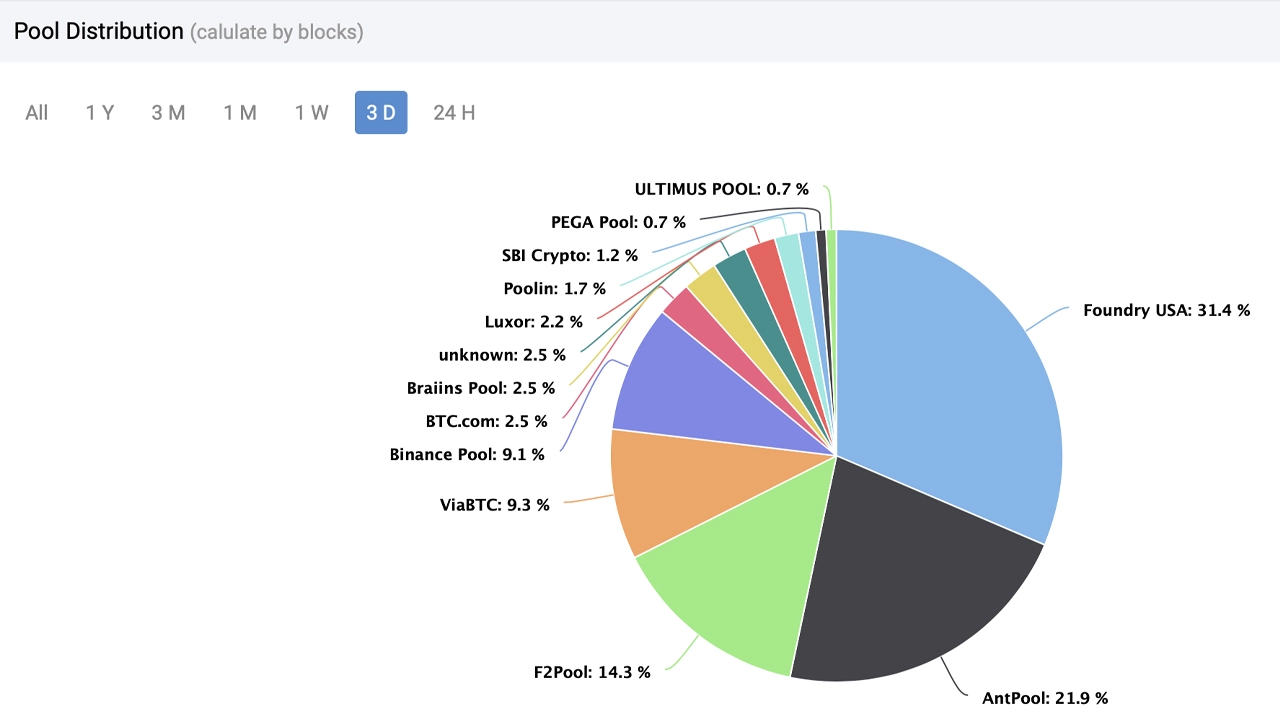 Pool Distribution (calulate by blocks)
All 1 Y 3 M 1 M 1 W 3 D 24 H
ULTIMUS POOL: 0.7 %
PEGA Pool: 0.7 %
SBI Crypto: 1.2 %
Poolin: 1.7 %
Luxor: 2.2 %
unknown: 2.5 %
Braiins Pool: 2.5 %
BTC.com: 2.5 %
Binance Pool: 9.1 %
ViaBTC: 9.3 %
F2Pool: 14.3 %
Foundry USA: 31.4 %
AntPool: 21.9 %